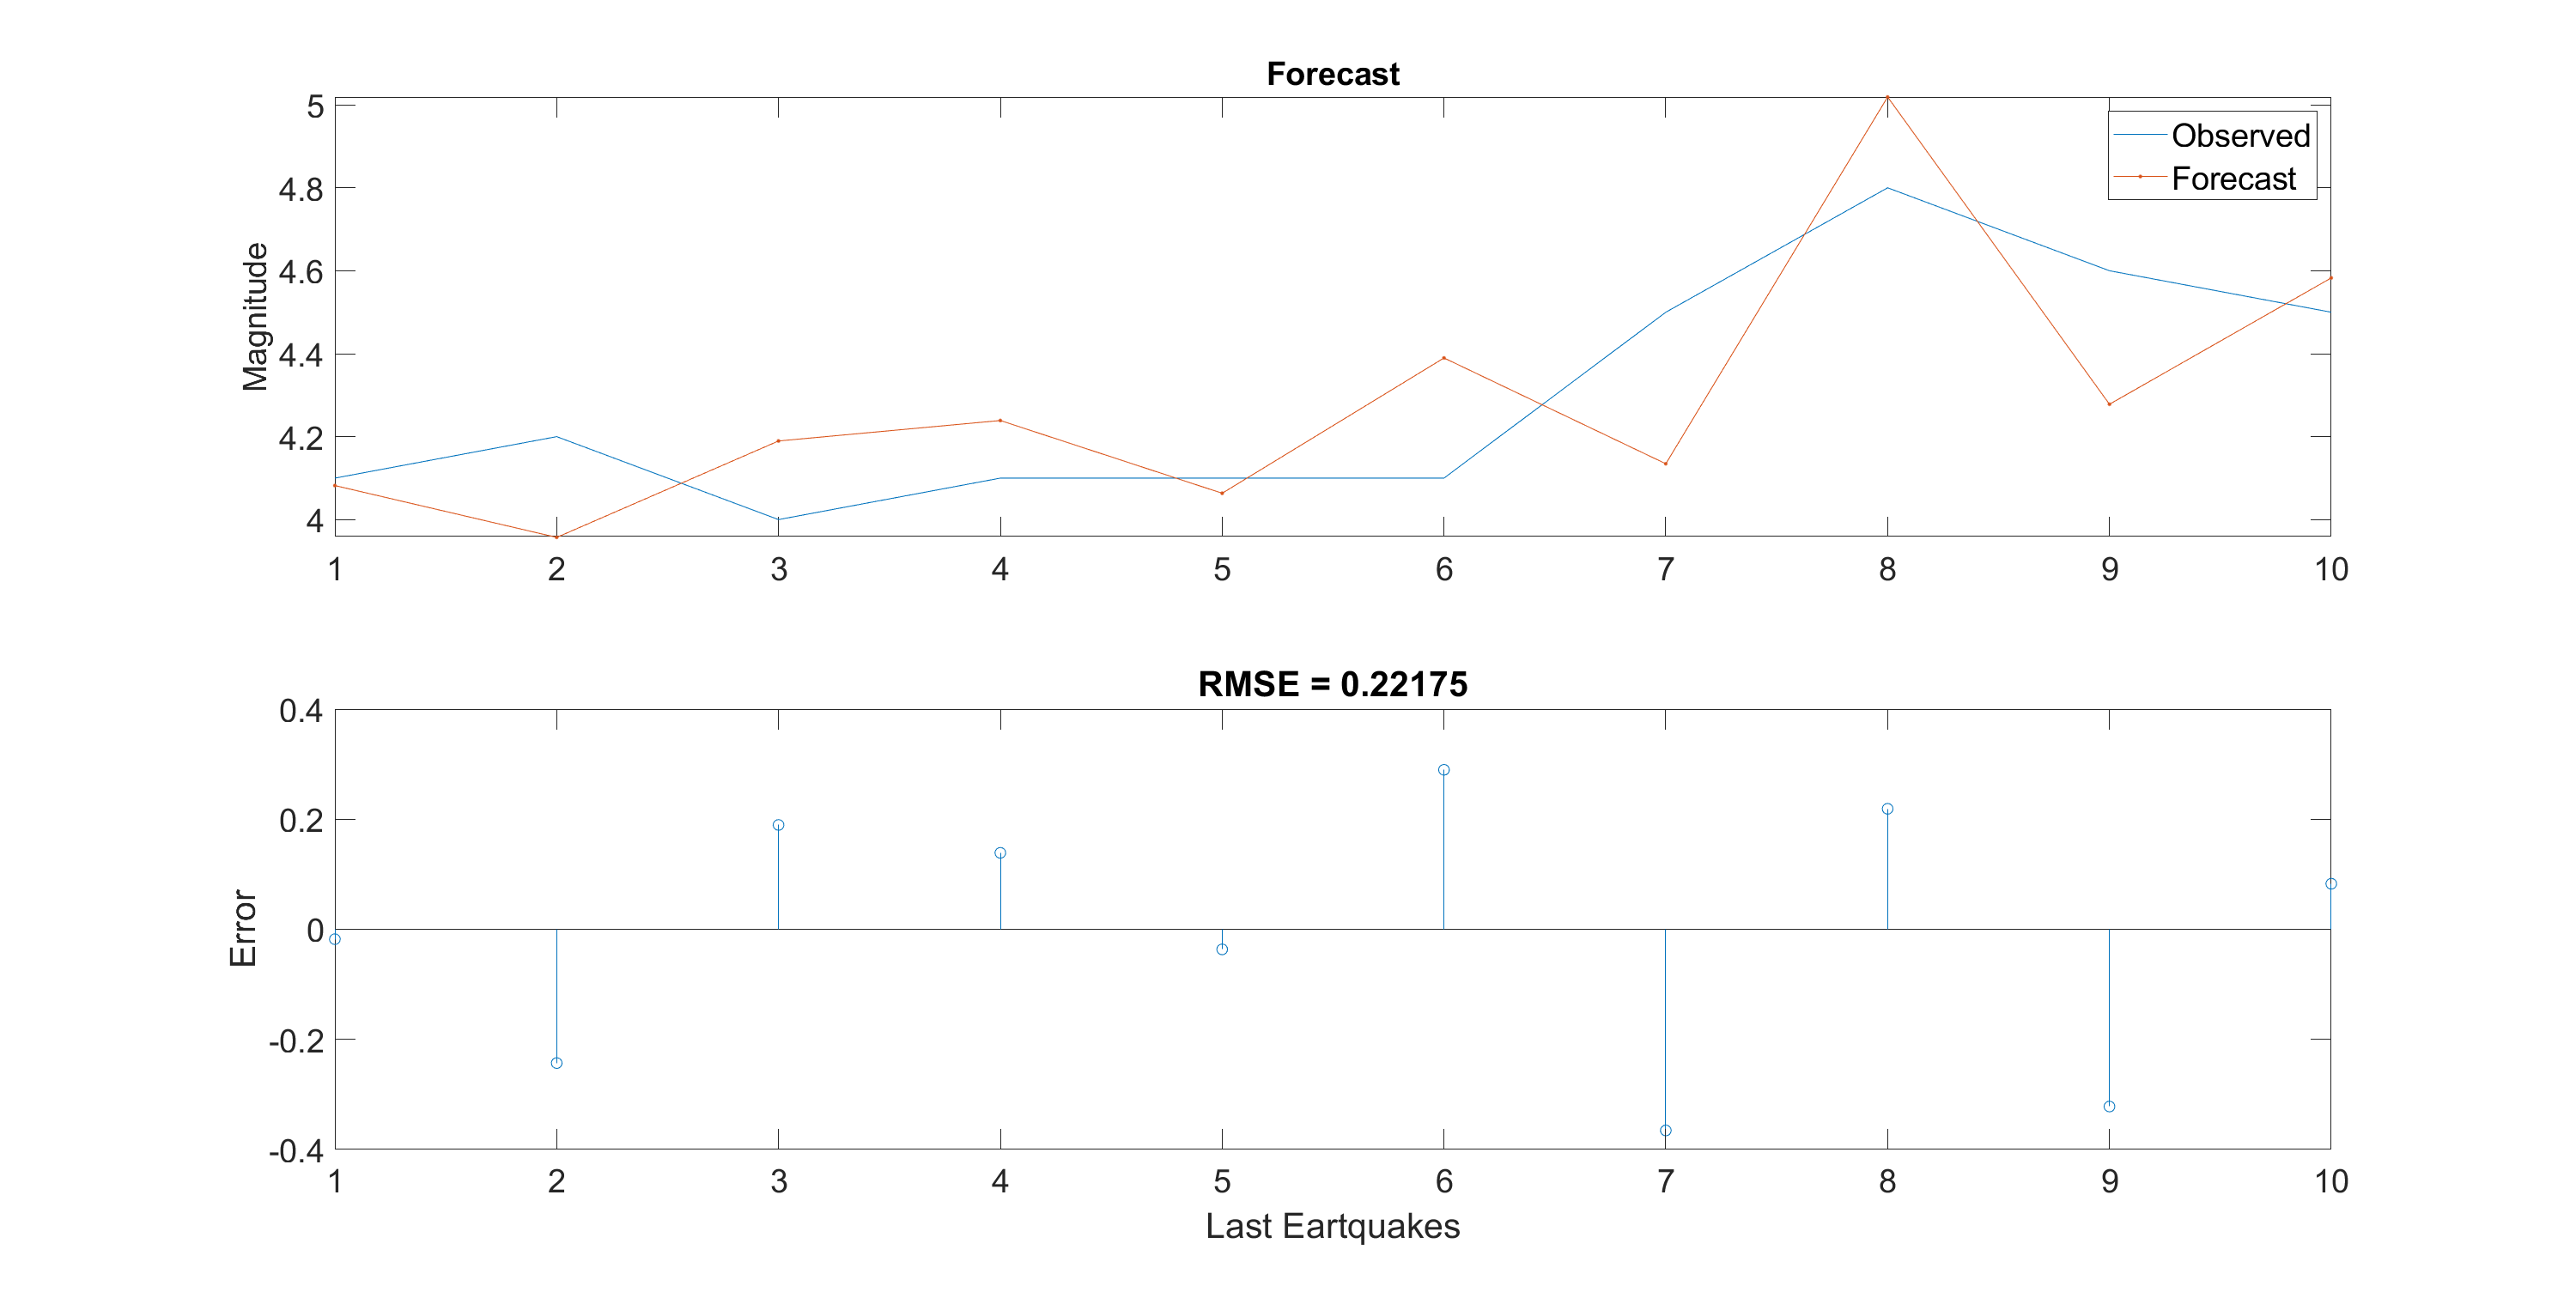 Forecast
5
4.8
4.6
4.4
4.2
4
Magnitude
Observed
Forecast
1 2 3 4 5 6 7 8 9 10
RMSE = 0.22175
0.4
0.2
0
-0.2
-0.4
Error
1 2 3 4 5 6 7 8 9 10
Last Eartquakes